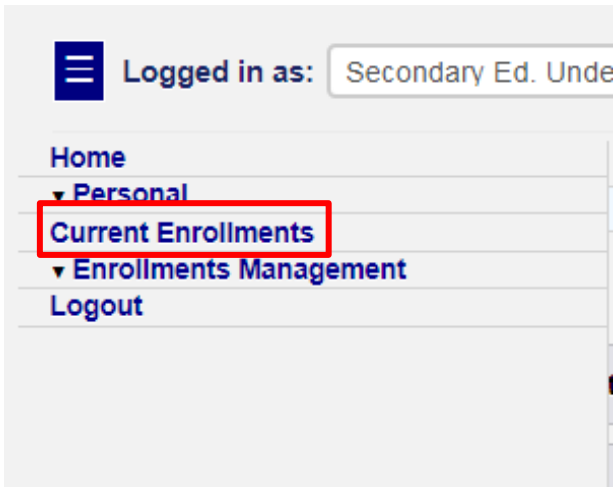 Logged in as: Secondary Ed. Unde
Home
▾ Personal
Current Enrollments
▾ Enrollments Management
Logout